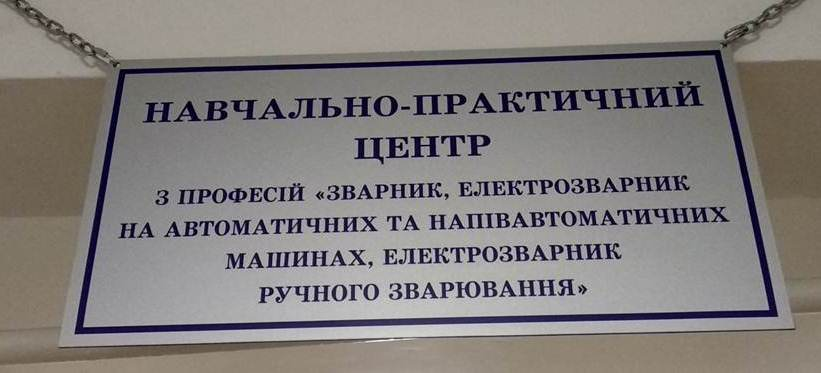 НАВЧАЛЬНО-ПРАКТИЧНИЙ
ЦЕНТР
З ПРОФЕСІЙ «ЗВАРНИК, ЕЛЕКТРОЗВАРНИК
НА АВТОМАТИЧНИХ ТА НАПІВАВТОМАТИЧНИХ
МАШИНАХ, ЕЛЕКТРОЗВАРНИК
РУЧНОГО ЗВАРЮВАННЯ»